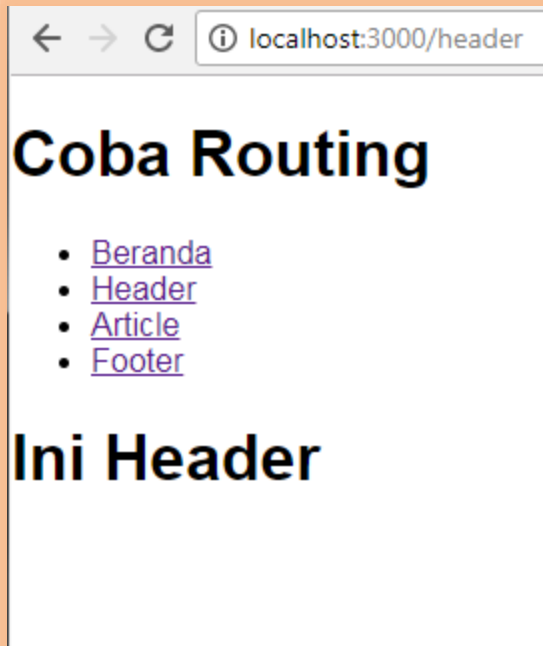 localhost:3000/header
Coba Routing
Beranda
Header
Article
Footer
Ini Header